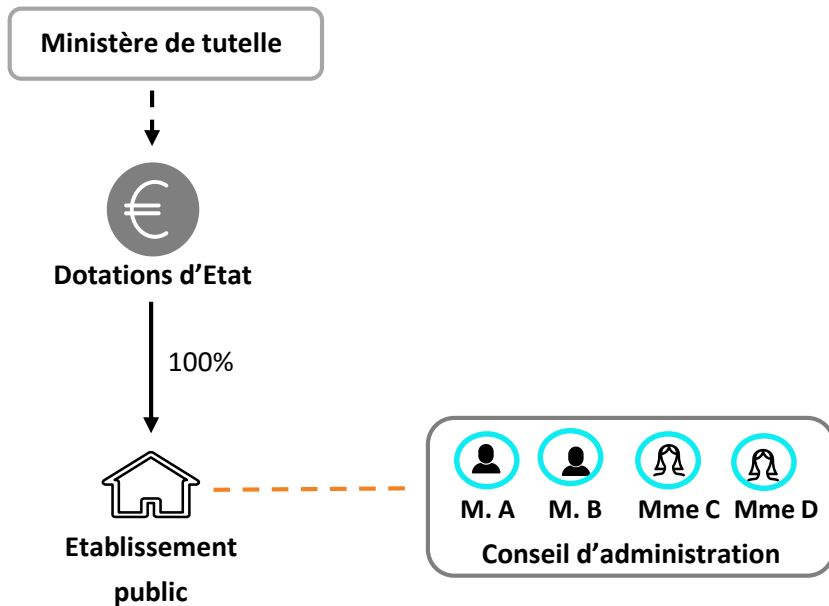 Ministère de tutelle
€
Dotations d'Etat
100%
Etablissement
public
M. A M. B Mme C Mme D
Conseil d'administration